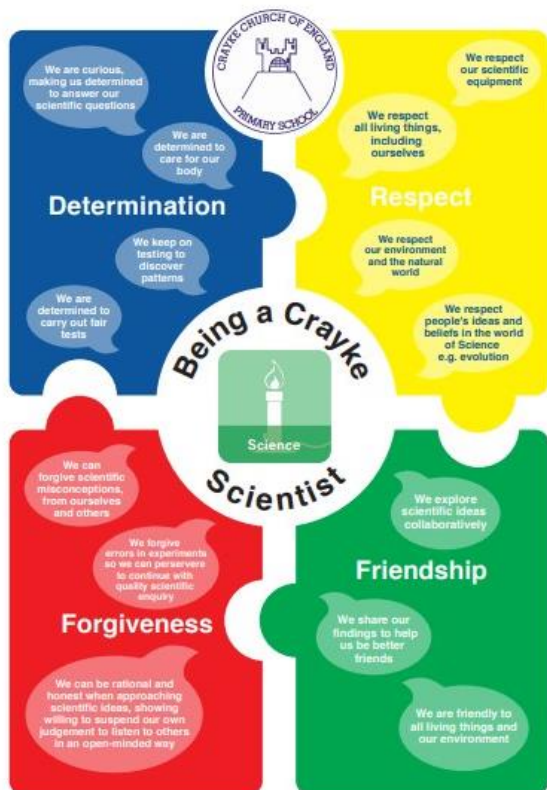 CRAYKE CHURCH OF ENGLAND
PRIMARY SCHOOL
We are curious,
making us determined
to answer our
scientific questions
We are
determined to
care for our
body
Determination
We keep on
testing to
discover
patterns
We are
determined to
carry out fair
tests
We respect
our scientific
equipment
We respect
all living things,
including
ourselves
Respect
We respect
our environment
and the natural
world
We respect
people's ideas and
beliefs in the world
of Science
e.g. evolution
Being a Crayke
Science
Scientist
We can
forgive scientific
misconceptions,
from ourselves
and others
We forgive
errors in experiments
so we can perservere
to continue with
quality scientific
enquiry
Forgiveness
We can be rational and
honest when approaching
scientific ideas, showing
willing to suspend our own
judgement to listen to others
in an open-minded way
We explore
scientific ideas
collaboratively
Friendship
We share our
findings to help
us be better
friends
We are friendly to
all living things and
our environment